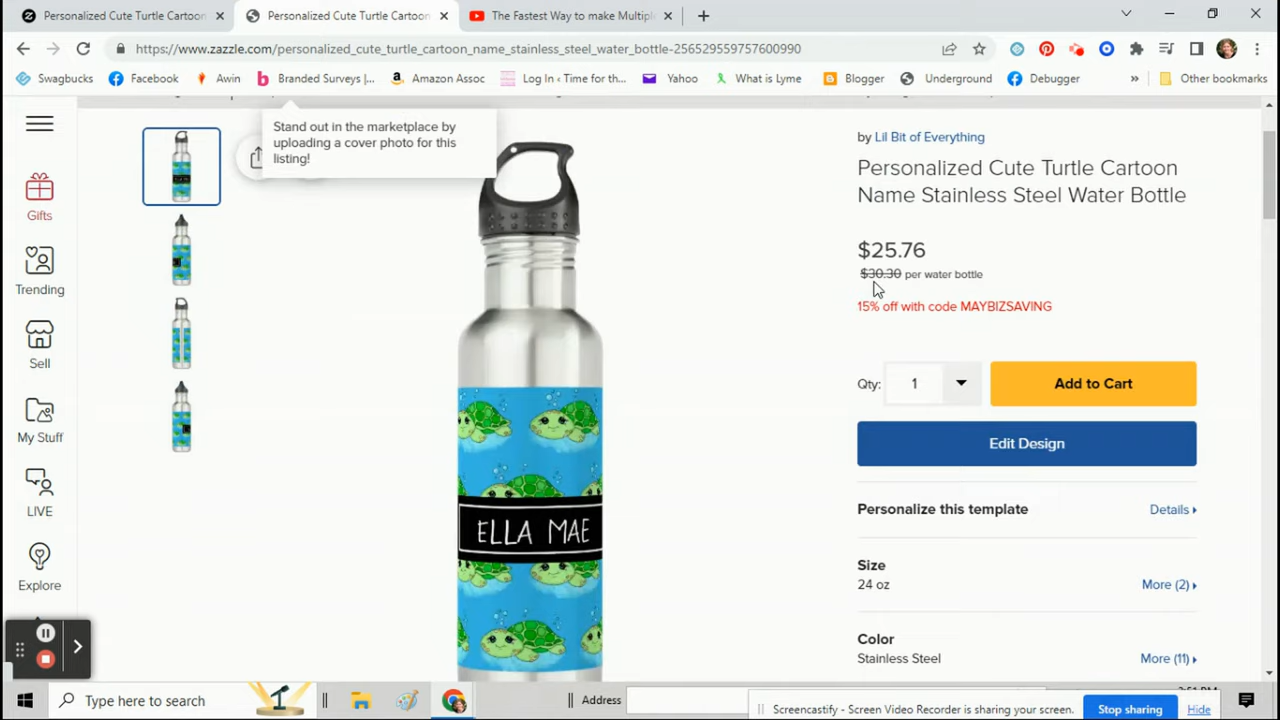 Personalized Cute Turtle Cartoon
Personalized Cute Turtle Cartoon
The Fastest Way to make Multiple
https://www.zazzle.com/personalized_cute_turtle_cartoon_name_stainless_steel_water_bottle-256529559757600990
Swagbucks
Facebook
Awin
Branded Surveys |...
Amazon Assoc
Log In ‹ Time for th...
Yahoo
What is Lyme
Blogger
Underground
Debugger
»
Other bookmarks
Stand out in the marketplace by
uploading a cover photo for this
listing!
Gifts
Trending
Sell
My Stuff
LIVE
Explore
ELLA MAE
by Lil Bit of Everything
Personalized Cute Turtle Cartoon
Name Stainless Steel Water Bottle
$25.76
$30.30 per water bottle
15% off with code MAYBIZSAVING
Qty: 1
Add to Cart
Edit Design
Personalize this template
Details
Size
24 oz
More (2)
Color
Stainless Steel
More (11)
Type here to search
Address
Screencastify - Screen Video Recorder is sharing your screen.
Stop sharing
Hide